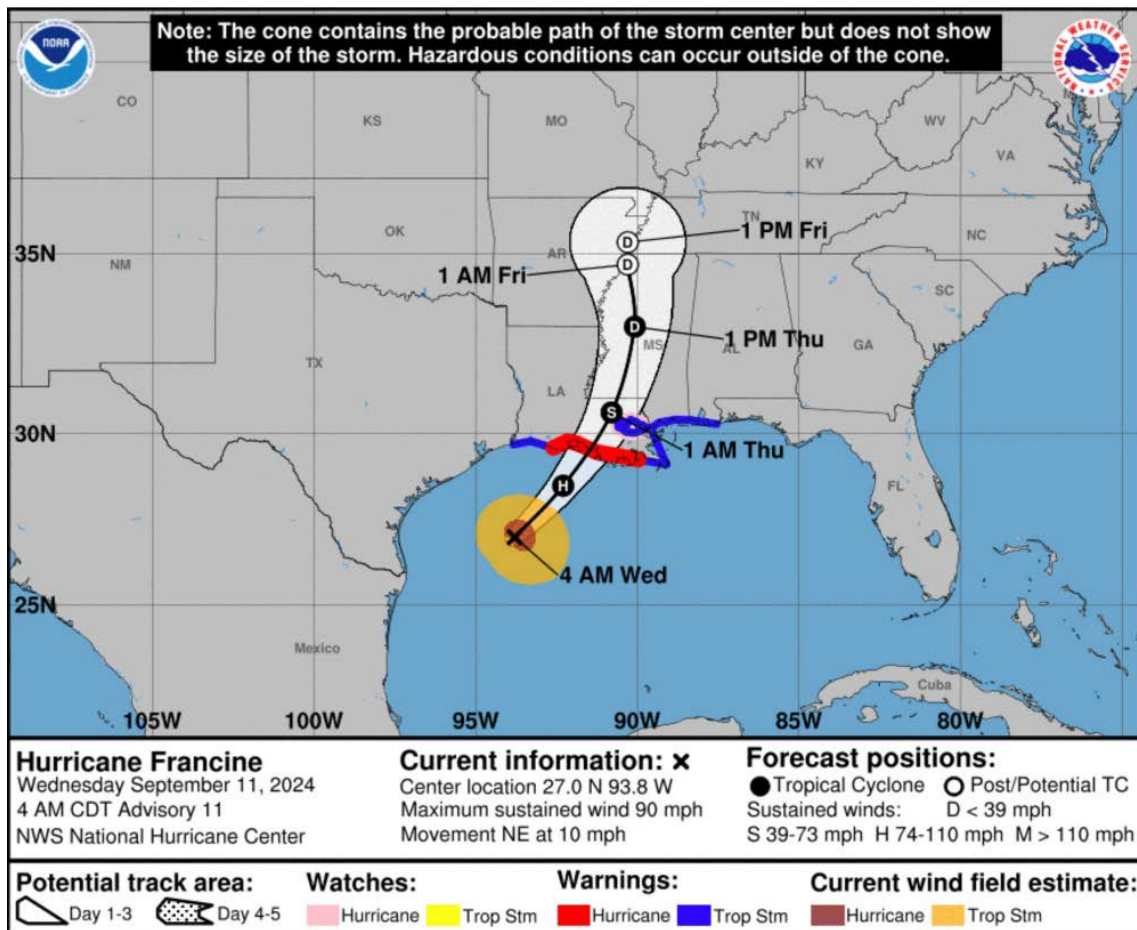 Note: The cone contains the probable path of the storm center but does not show
the size of the storm. Hazardous conditions can occur outside of the cone.
NOAA
NATIONAL WEATHER SERVICE
CO
KS
MO
WV
KY
VA
35N
NM
OK
AR
TN
NC
1 PM Fri
D
1 AM Fri
D
SC
D
1 PM Thu
TX
LA
MS
AL
GA
S
30N
1 AM Thu
H
FL
4 AM Wed
25N
Mexico
Cuba
105W
100W
95W
90W
85W
80W
Hurricane Francine
Wednesday September 11, 2024
4 AM CDT Advisory 11
NWS National Hurricane Center
Current information: ×
Center location 27.0 N 93.8 W
Maximum sustained wind 90 mph
Movement NE at 10 mph
Forecast positions:
Tropical Cyclone Post/Potential TC
Sustained winds: D < 39 mph
S 39-73 mph H 74-110 mph M > 110 mph
Potential track area:
Day 1-3 Day 4-5
Watches:
Hurricane Trop Stm
Warnings:
Hurricane Trop Stm
Current wind field estimate:
Hurricane Trop Stm